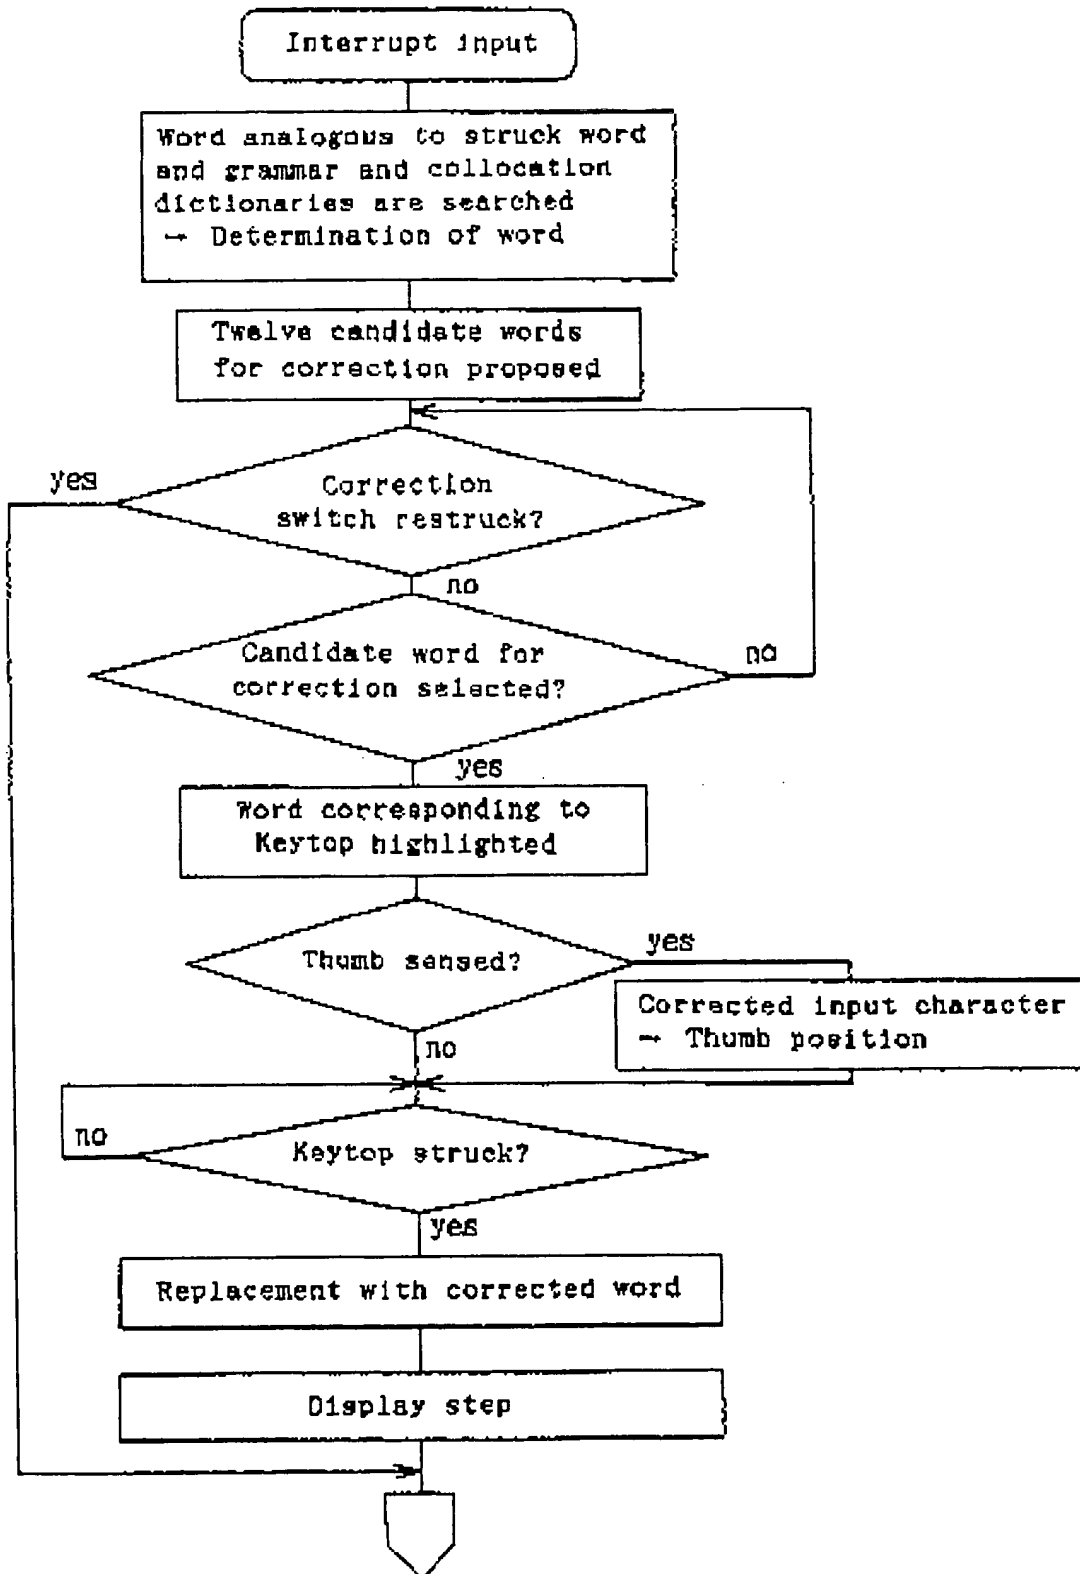 Interrupt input
Word analogous to struck word
and grammar and collocation
dictionaries are searched
→ Determination of word
Twelve candidate words
for correction proposed
yes
Correction
switch restruck?
no
Candidate word for
correction selected?
no
yes
Word corresponding to
Keytop highlighted
Thumb sensed?
yes
Corrected input character
→ Thumb position
no
no
Keytop struck?
yes
Replacement with corrected word
Display step